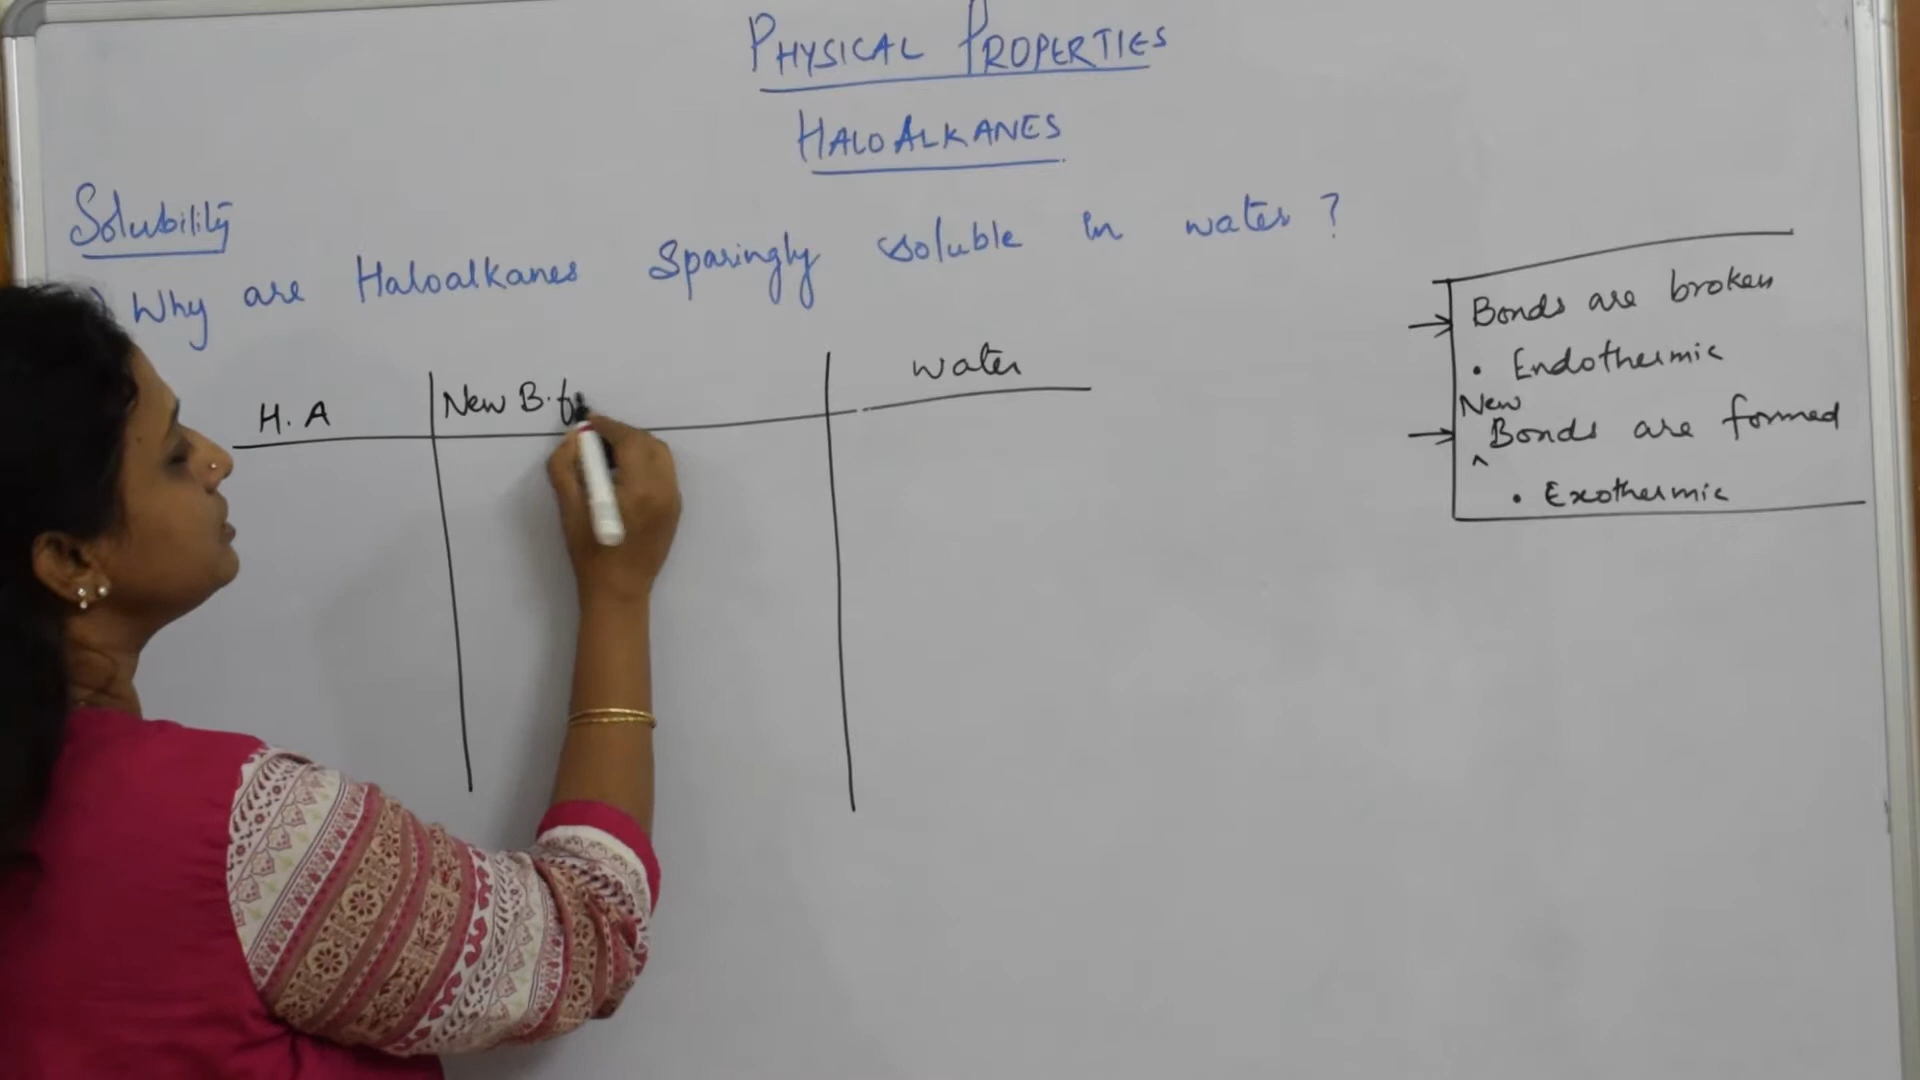 PHYSICAL PROPERTIES
HALOALKANES
Solubility
Why are Haloalkanes Sparingly soluble in water ?
H. A
New B.
water
Bonds are broken
• Endothermic
New
Bonds are formed
^
• Exothermic